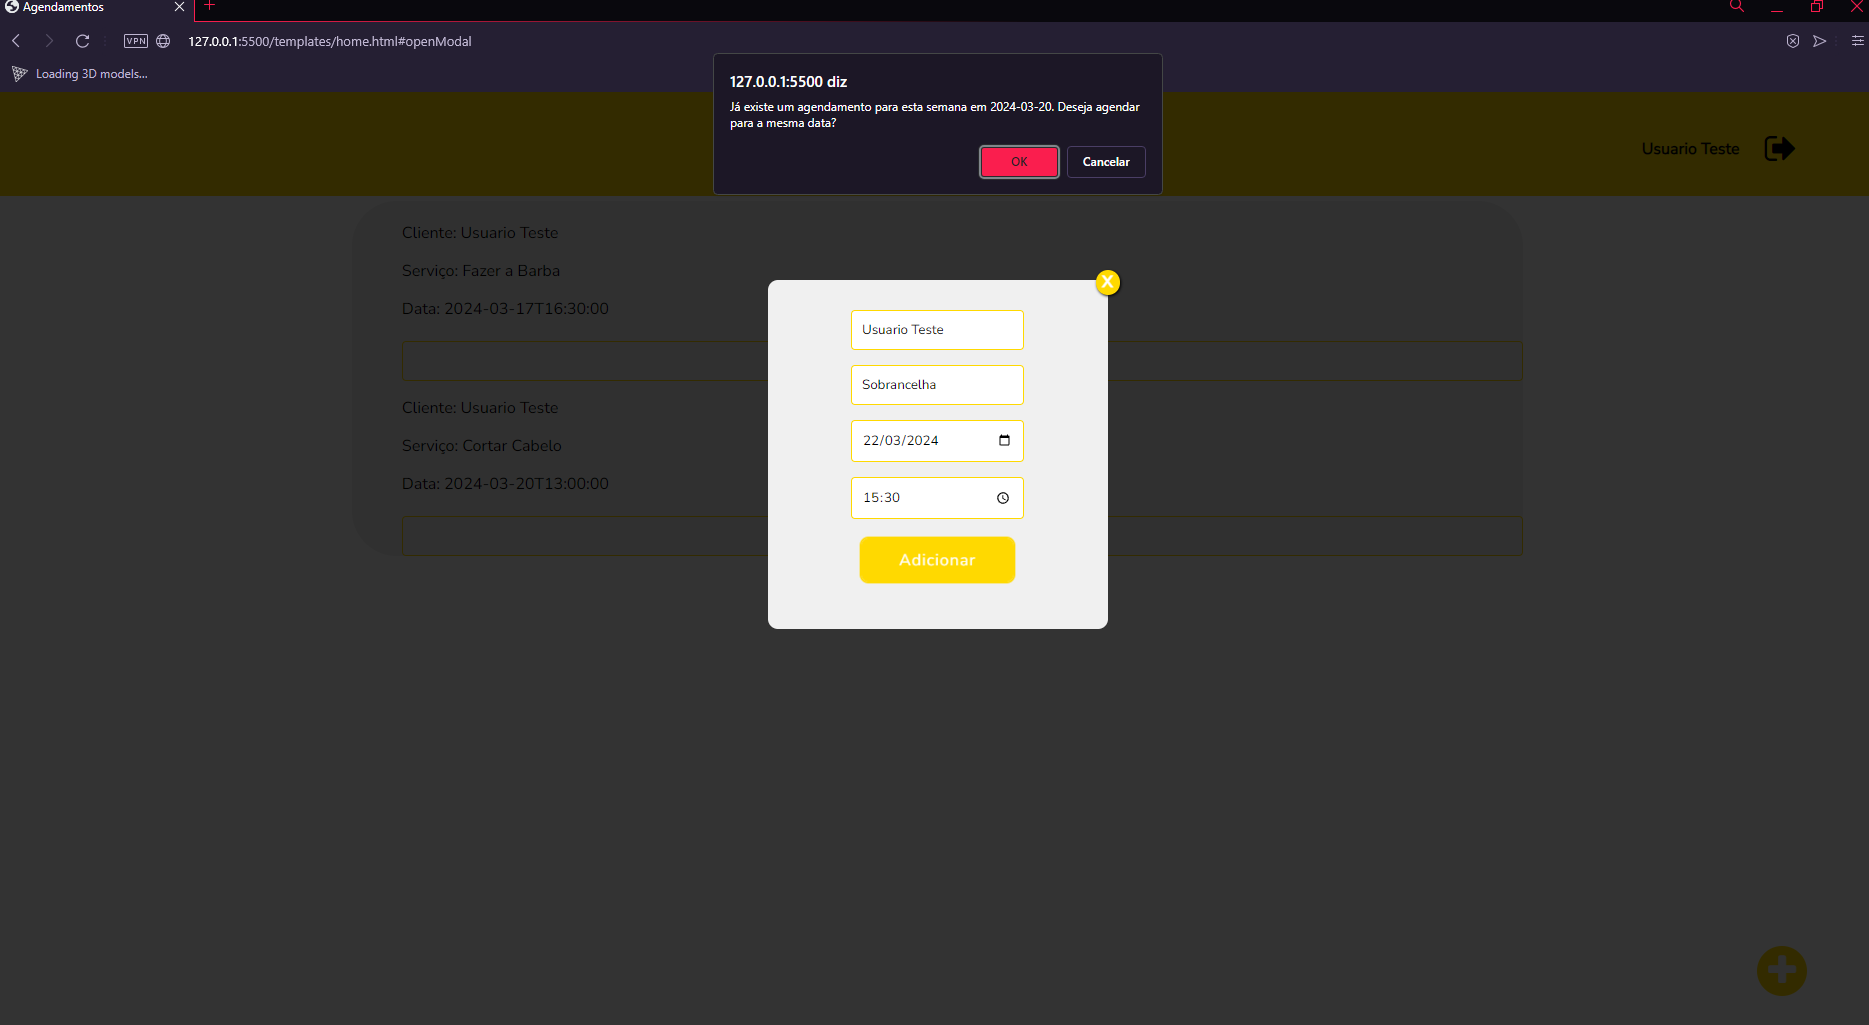 Agendamentos
VPN
127.0.0.1:5500/templates/home.html#openModal
Loading 3D models...
127.0.0.1:5500 diz
Já existe um agendamento para esta semana em 2024-03-20. Deseja agendar
para a mesma data?
OK
Cancelar
Usuario Teste
Cliente: Usuario Teste
Serviço: Fazer a Barba
Data: 2024-03-17T16:30:00
Cliente: Usuario Teste
Serviço: Cortar Cabelo
Data: 2024-03-20T13:00:00
X
Usuario Teste
Sobrancelha
22/03/2024
15:30
Adicionar